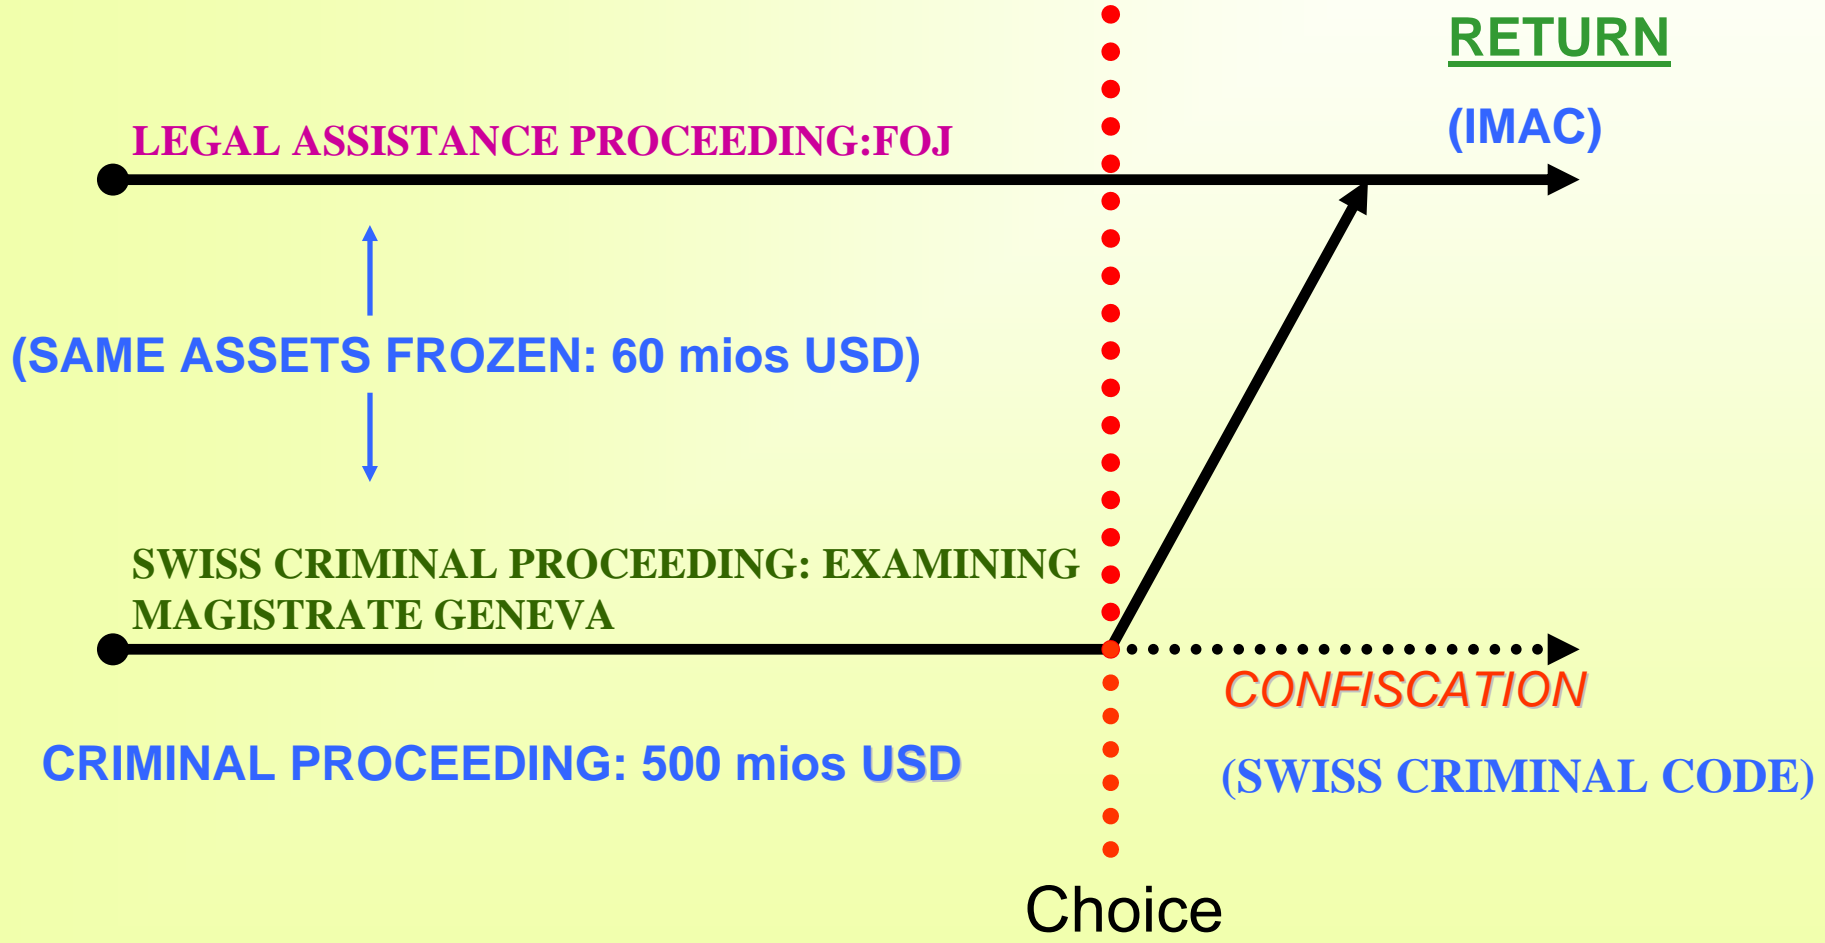 RETURN
(IMAC)
LEGAL ASSISTANCE PROCEEDING:FOJ
(SAME ASSETS FROZEN: 60 mios USD)
SWISS CRIMINAL PROCEEDING: EXAMINING
MAGISTRATE GENEVA
CONFISCATION
CRIMINAL PROCEEDING: 500 mios USD
(SWISS CRIMINAL CODE)
Choice